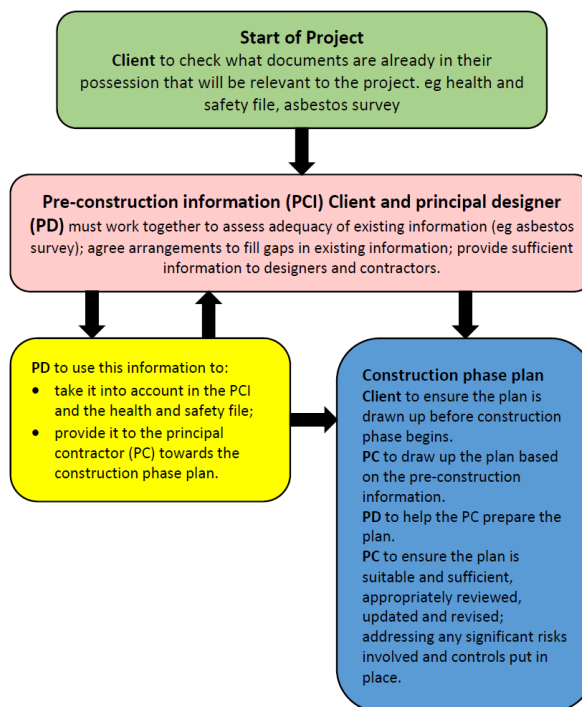 Start of Project
Client to check what documents are already in their
possession that will be relevant to the project. eg health and
safety file, asbestos survey
Pre-construction information (PCI) Client and principal designer
(PD) must work together to assess adequacy of existing information (eg asbestos
survey); agree arrangements to fill gaps in existing information; provide sufficient
information to designers and contractors.
PD to use this information to:
• take it into account in the PCI
and the health and safety file;
• provide it to the principal
contractor (PC) towards the
construction phase plan.
Construction phase plan
Client to ensure the plan is
drawn up before construction
phase begins.
PC to draw up the plan based
on the pre-construction
information.
PD to help the PC prepare the
plan.
PC to ensure the plan is
suitable and sufficient,
appropriately reviewed,
updated and revised;
addressing any significant risks
involved and controls put in
place.